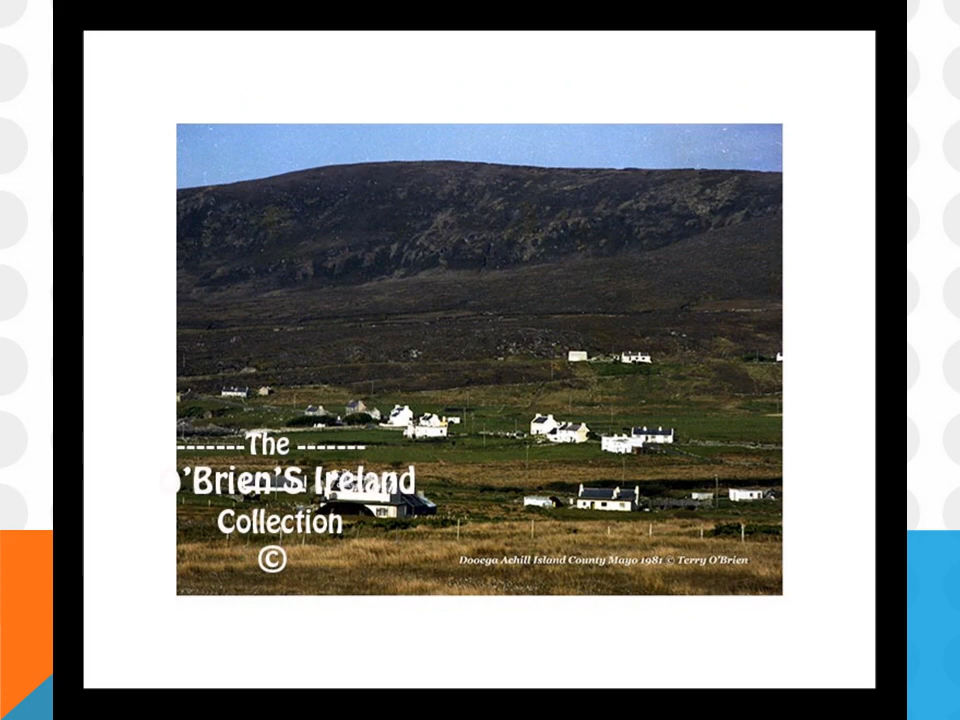 --------The --------
O'Brien'S Ireland
Collection
©
Dooega Achill Island County Mayo 1981 © Terry O'Brien